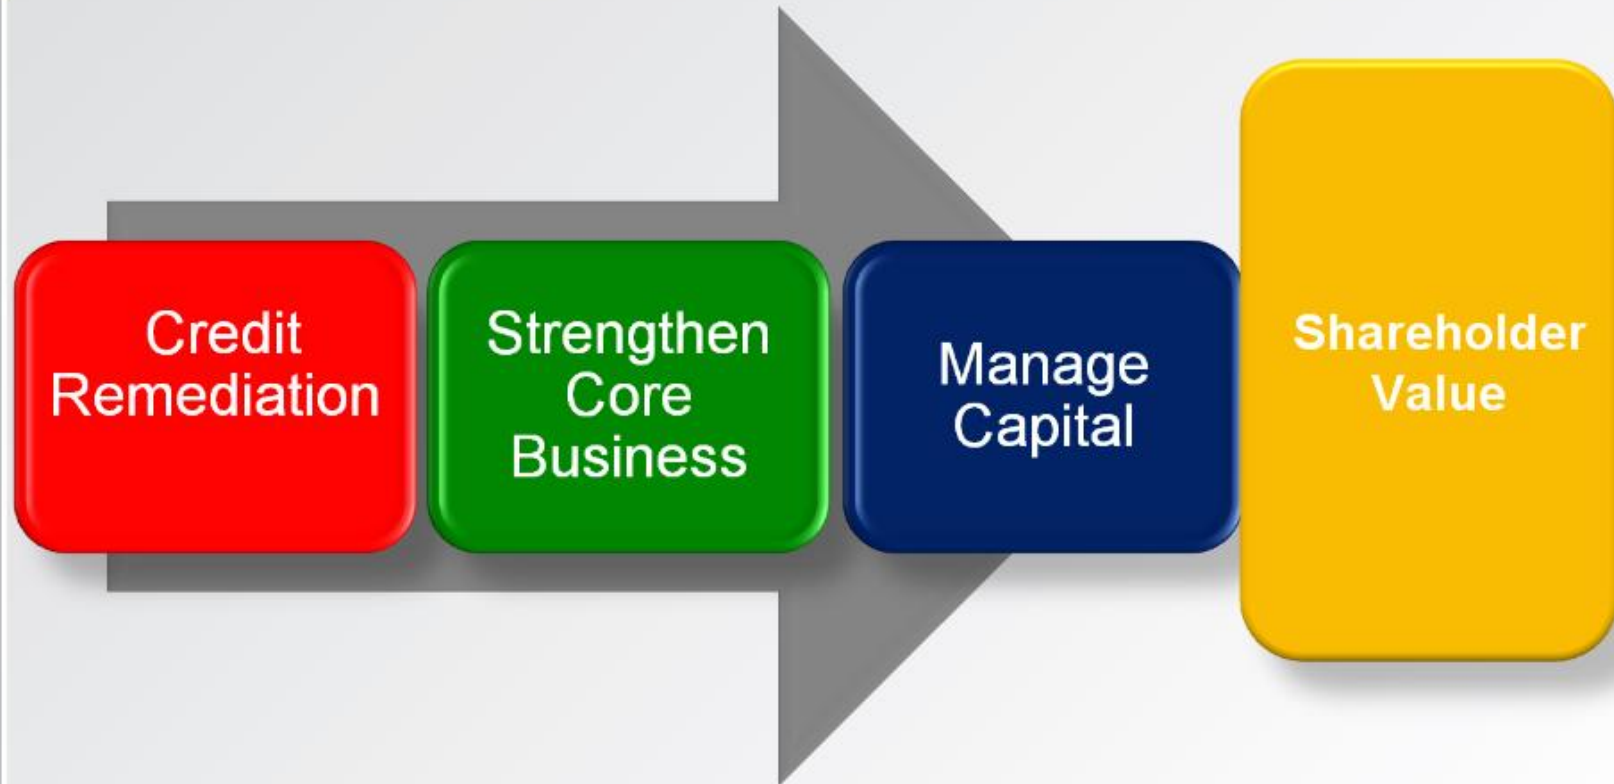 Credit
Remediation
Strengthen
Core
Business
Manage
Capital
Shareholder
Value